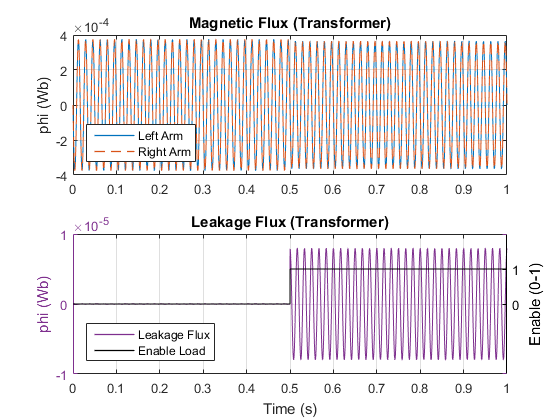 Magnetic Flux (Transformer)
×10^-4
4
2
0
-2
-4
phi (Wb)
Left Arm
Right Arm
0 0.1 0.2 0.3 0.4 0.5 0.6 0.7 0.8 0.9 1
Leakage Flux (Transformer)
×10^-5
1
0
-1
phi (Wb)
1
0
Enable (0-1)
Leakage Flux
Enable Load
0 0.1 0.2 0.3 0.4 0.5 0.6 0.7 0.8 0.9 1
Time (s)